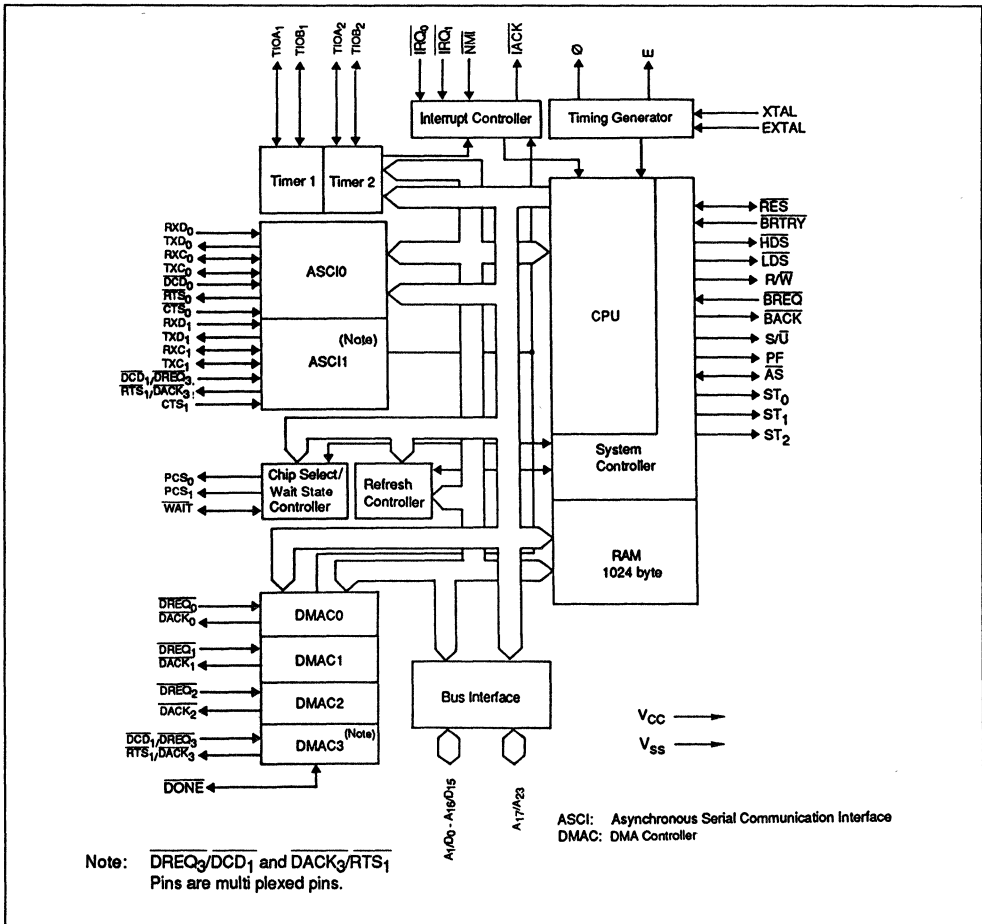 TIOA1
TIOB1
TIOA2
TIOB2
IRQ0
IRQ1
NMI
IACK
Ø
E
Interrupt Controller
Timing Generator
XTAL
EXTAL
Timer 1
Timer 2
RXD0
TXD0
RXC0
TXC0
DCD0
RTS0
CTS0
RXD1
TXD1
RXC1
TXC1
DCD1/DREQ3
RTS1/DACK3
CTS1
ASCI0
(Note)
ASCI1
CPU
RES
BRTRY
HDS
LDS
R/W
BREQ
BACK
S/U
PF
AS
ST0
ST1
ST2
System
Controller
PCS0
PCS1
WAIT
Chip Select/
Wait State
Controller
Refresh
Controller
RAM
1024 byte
DREQ0
DACK0
DREQ1
DACK1
DREQ2
DACK2
DCD1/DREQ3
RTS1/DACK3
DONE
DMAC0
DMAC1
DMAC2
DMAC3 (Note)
Bus Interface
VCC
VSS
A1/D0 - A16/D15
A17/A23
ASCI: Asynchronous Serial Communication Interface
DMAC: DMA Controller
Note: DREQ3/DCD1 and DACK3/RTS1
Pins are multi plexed pins.